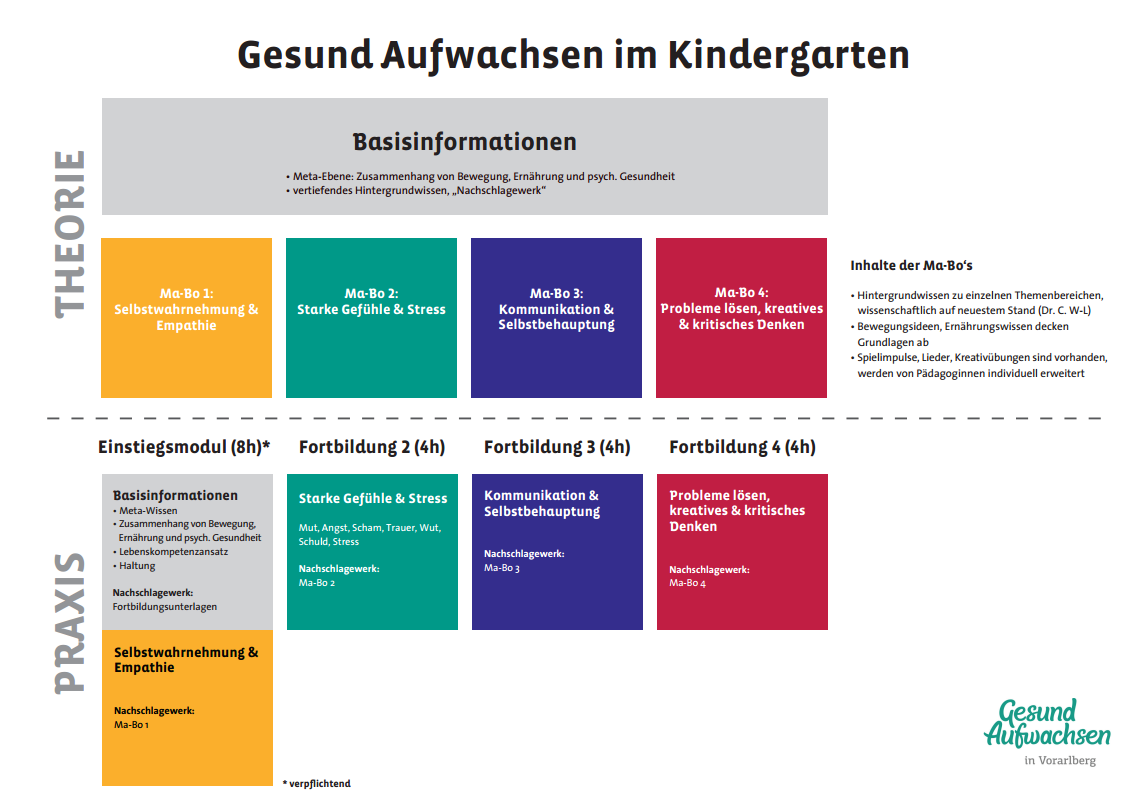 Gesund Aufwachsen im Kindergarten
THEORIE
Basisinformationen
• Meta-Ebene: Zusammenhang von Bewegung, Ernährung und psych. Gesundheit
• vertiefendes Hintergrundwissen, „Nachschlagewerk“
Ma-Bo 1:
Selbstwahrnehmung &
Empathie
Ma-Bo 2:
Starke Gefühle & Stress
Ma-Bo 3:
Kommunikation &
Selbstbehauptung
Ma-Bo 4:
Probleme lösen, kreatives
& kritisches Denken
Inhalte der Ma-Bo‘s
• Hintergrundwissen zu einzelnen Themenbereichen,
wissenschaftlich auf neuestem Stand (Dr. C. W-L)
• Bewegungsideen, Ernährungswissen decken
Grundlagen ab
• Spielimpulse, Lieder, Kreativübungen sind vorhanden,
werden von Pädagoginnen individuell erweitert
PRAXIS
Einstiegsmodul (8h)*
Basisinformationen
• Meta-Wissen
• Zusammenhang von Bewegung,
Ernährung und psych. Gesundheit
• Lebenskompetenzansatz
• Haltung
Nachschlagewerk:
Fortbildungsunterlagen
Selbstwahrnehmung &
Empathie
Nachschlagewerk:
Ma-Bo 1
Fortbildung 2 (4h)
Starke Gefühle & Stress
Mut, Angst, Scham, Trauer, Wut,
Schuld, Stress
Nachschlagewerk:
Ma-Bo 2
Fortbildung 3 (4h)
Kommunikation &
Selbstbehauptung
Nachschlagewerk:
Ma-Bo 3
Fortbildung 4 (4h)
Probleme lösen,
kreatives & kritisches
Denken
Nachschlagewerk:
Ma-Bo 4
* verpflichtend
Gesund
Aufwachsen
in Vorarlberg